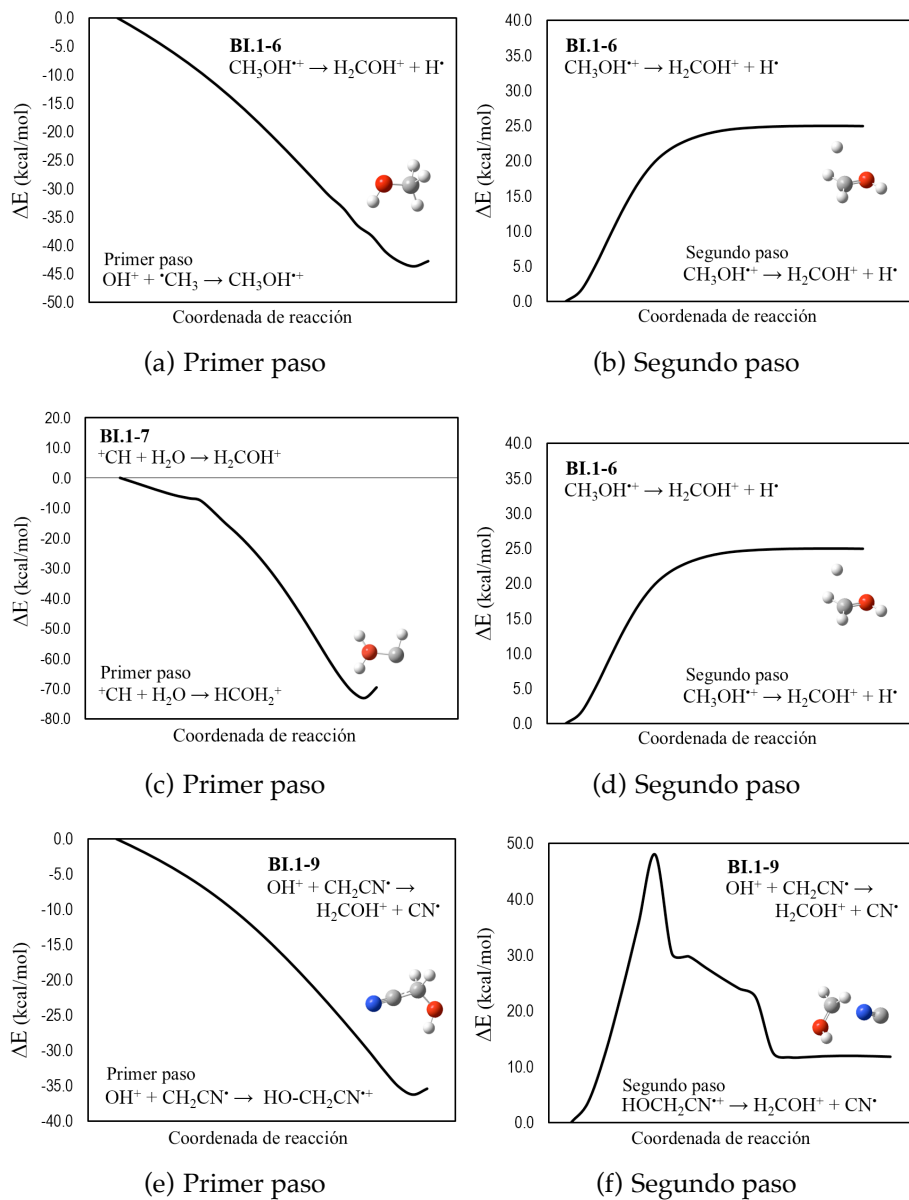 0.0
-5.0
-10.0
-15.0
-20.0
-25.0
-30.0
-35.0
-40.0
-45.0
-50.0
ΔE (kcal/mol)
BI.1-6
CH₃OH•⁺ → H₂COH⁺ + H•
Primer paso
OH⁺ + •CH₃ → CH₃OH•⁺
Coordenada de reacción
(a) Primer paso
40.0
35.0
30.0
25.0
20.0
15.0
10.0
5.0
0.0
ΔE (kcal/mol)
BI.1-6
CH₃OH•⁺ → H₂COH⁺ + H•
Segundo paso
CH₃OH•⁺ → H₂COH⁺ + H•
Coordenada de reacción
(b) Segundo paso
20.0
10.0
0.0
-10.0
-20.0
-30.0
-40.0
-50.0
-60.0
-70.0
-80.0
ΔE (kcal/mol)
BI.1-7
⁺CH + H₂O → H₂COH⁺
Primer paso
⁺CH + H₂O → HCOH₂⁺
Coordenada de reacción
(c) Primer paso
40.0
35.0
30.0
25.0
20.0
15.0
10.0
5.0
0.0
ΔE (kcal/mol)
BI.1-6
CH₃OH•⁺ → H₂COH⁺ + H•
Segundo paso
CH₃OH•⁺ → H₂COH⁺ + H•
Coordenada de reacción
(d) Segundo paso
0.0
-5.0
-10.0
-15.0
-20.0
-25.0
-30.0
-35.0
-40.0
ΔE (kcal/mol)
BI.1-9
OH⁺ + CH₂CN• →
H₂COH⁺ + CN•
Primer paso
OH⁺ + CH₂CN• → HO-CH₂CN•⁺
Coordenada de reacción
(e) Primer paso
50.0
40.0
30.0
20.0
10.0
0.0
ΔE (kcal/mol)
BI.1-9
OH⁺ + CH₂CN• →
H₂COH⁺ + CN•
Segundo paso
HOCH₂CN•⁺ → H₂COH⁺ + CN•
Coordenada de reacción
(f) Segundo paso